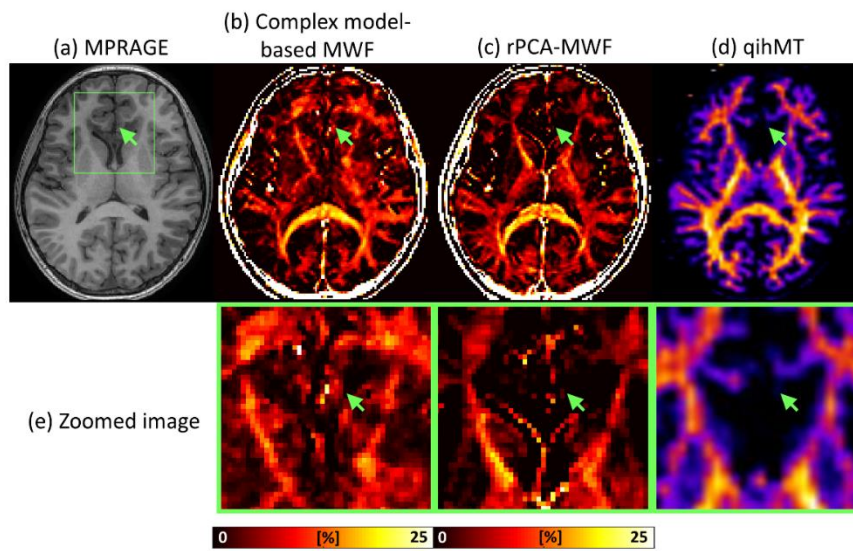 (b) Complex model-
(a) MPRAGE
based MWF
(c) rPCA-MWF
(d) qihMT
(e) Zoomed image
0
[%]
25
0
[%]
25